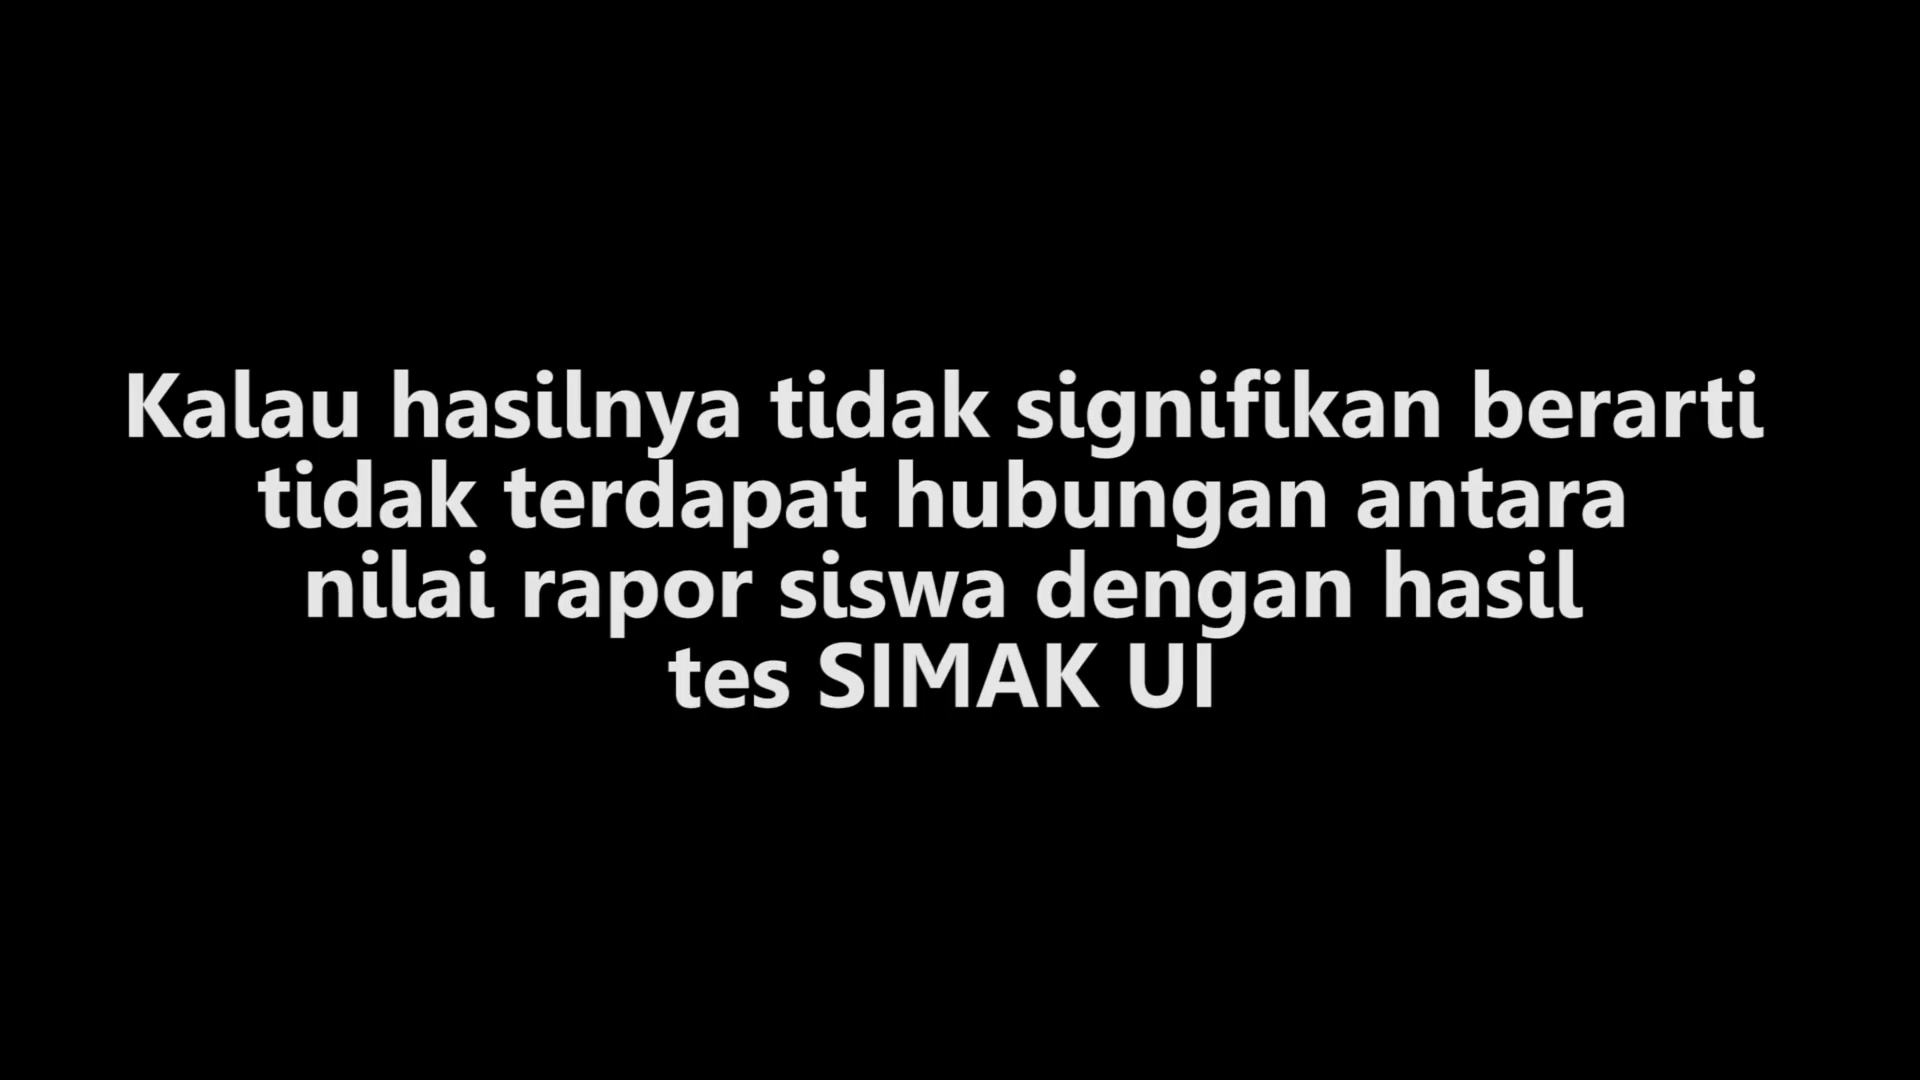 Kalau hasilnya tidak signifikan berarti
tidak terdapat hubungan antara
nilai rapor siswa dengan hasil
tes SIMAK UI